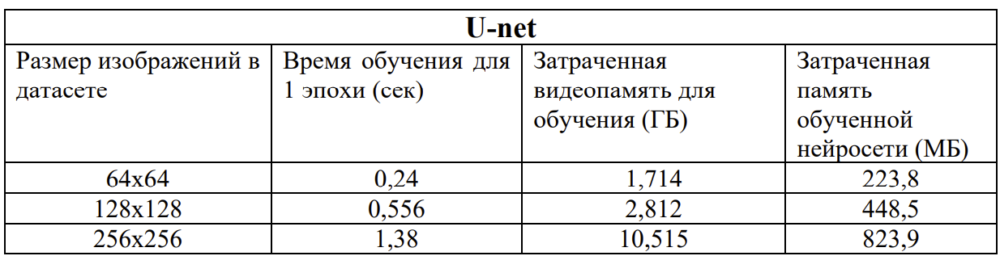 U-net
Размер изображений в датасете
Время обучения для 1 эпохи (сек)
Затраченная видеопамять для обучения (ГБ)
Затраченная память обученной нейросети (МБ)
64x64 0,24 1,714 223,8
128x128 0,556 2,812 448,5
256x256 1,38 10,515 823,9